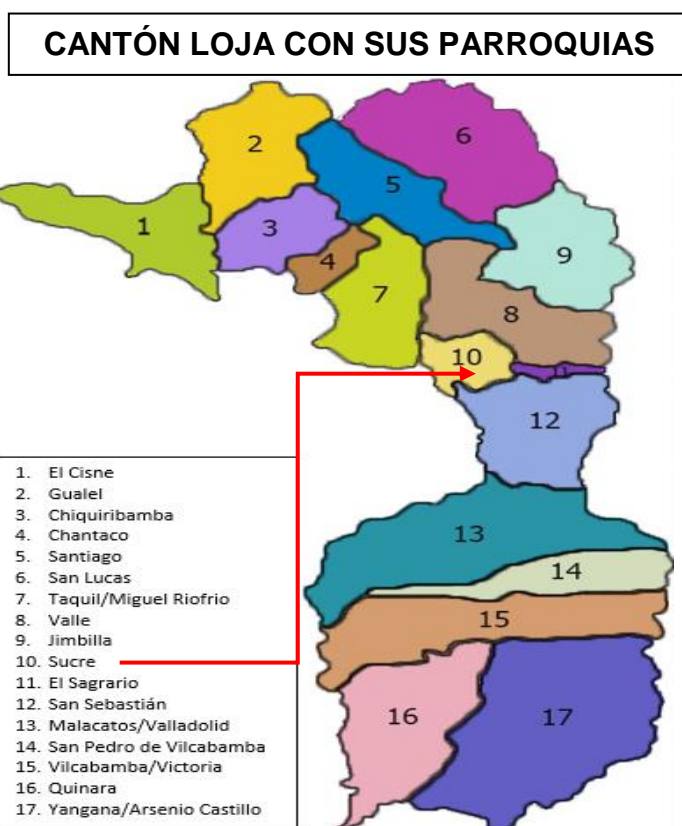 CANTÓN LOJA CON SUS PARROQUIAS
6
2
5
1
3
9
4
7
8
10
11
12
13
14
15
16
17
1. El Cisne
2. Gualel
3. Chiquiribamba
4. Chantaco
5. Santiago
6. San Lucas
7. Taquil/Miguel Riofrio
8. Valle
9. Jimbilla
10. Sucre
11. El Sagrario
12. San Sebastián
13. Malacatos/Valladolid
14. San Pedro de Vilcabamba
15. Vilcabamba/Victoria
16. Quinara
17. Yangana/Arsenio Castillo